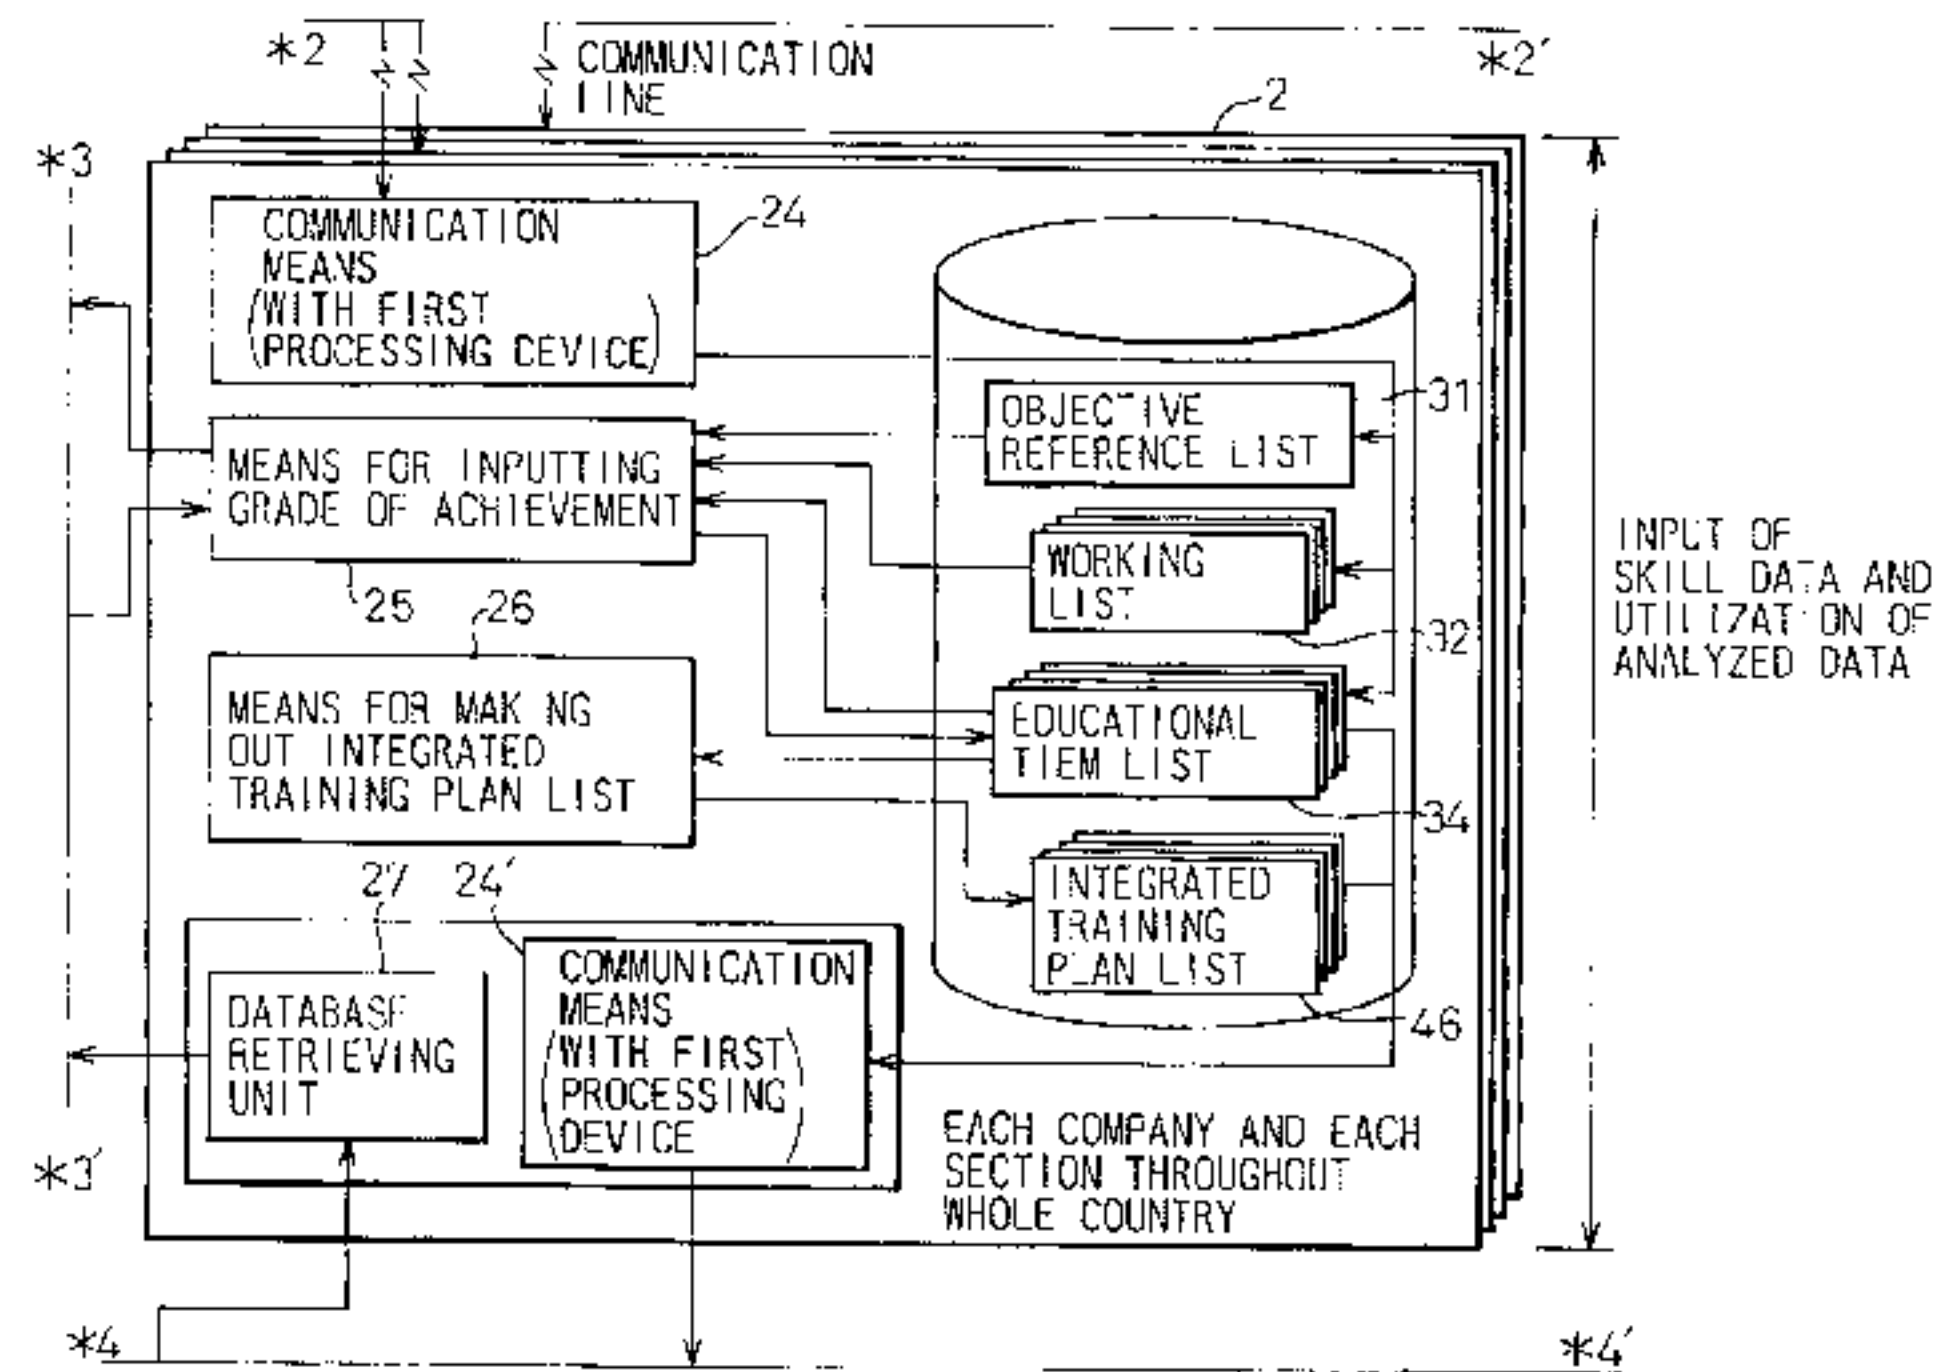 *2
COMMUNICATION
LINE
*2′
2
*3
COMMUNICATION
MEANS
(WITH FIRST
PROCESSING DEVICE)
24
31
OBJECTIVE
REFERENCE LIST
MEANS FOR INPUTTING
GRADE OF ACHIEVEMENT
25
WORKING
LIST
32
INPUT OF
SKILL DATA AND
UTILIZATION OF
ANALYZED DATA
26
MEANS FOR MAKING
OUT INTEGRATED
TRAINING PLAN LIST
EDUCATIONAL
TIEM LIST
34
INTEGRATED
TRAINING
PLAN LIST
46
27
24′
DATABASE
RETRIEVING
UNIT
COMMUNICATION
MEANS
(WITH FIRST
PROCESSING
DEVICE)
EACH COMPANY AND EACH
SECTION THROUGHOUT
WHOLE COUNTRY
*3′
*4
*4′